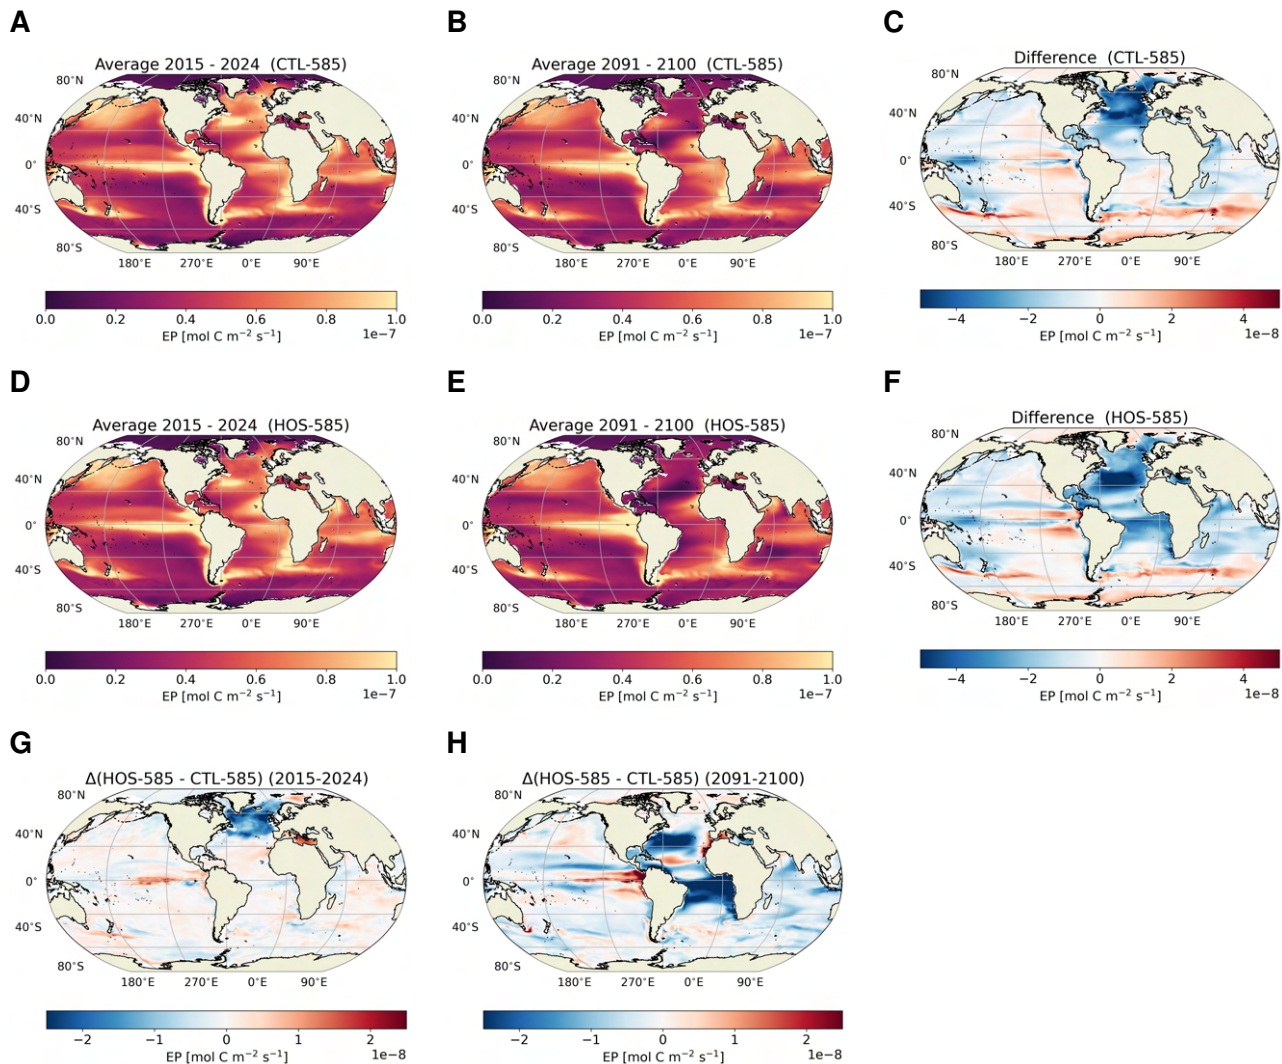 A
B
C
Average 2015 - 2024 (CTL-585)
Average 2091 - 2100 (CTL-585)
Difference (CTL-585)
80°N
40°N
0°
40°S
80°S
180°E 270°E 0°E 90°E
80°N
40°N
0°
40°S
80°S
180°E 270°E 0°E 90°E
80°N
40°N
0°
40°S
80°S
180°E 270°E 0°E 90°E
0.0 0.2 0.4 0.6 0.8 1.0
EP [mol C m⁻² s⁻¹] 1e−7
0.0 0.2 0.4 0.6 0.8 1.0
EP [mol C m⁻² s⁻¹] 1e−7
−4 −2 0 2 4
EP [mol C m⁻² s⁻¹] 1e−8
D
E
F
Average 2015 - 2024 (HOS-585)
Average 2091 - 2100 (HOS-585)
Difference (HOS-585)
80°N
40°N
0°
40°S
80°S
180°E 270°E 0°E 90°E
80°N
40°N
0°
40°S
80°S
180°E 270°E 0°E 90°E
80°N
40°N
0°
40°S
80°S
180°E 270°E 0°E 90°E
0.0 0.2 0.4 0.6 0.8 1.0
EP [mol C m⁻² s⁻¹] 1e−7
0.0 0.2 0.4 0.6 0.8 1.0
EP [mol C m⁻² s⁻¹] 1e−7
−4 −2 0 2 4
EP [mol C m⁻² s⁻¹] 1e−8
G
H
Δ(HOS-585 - CTL-585) (2015-2024)
Δ(HOS-585 - CTL-585) (2091-2100)
80°N
40°N
0°
40°S
80°S
180°E 270°E 0°E 90°E
80°N
40°N
0°
40°S
80°S
180°E 270°E 0°E 90°E
−2 −1 0 1 2
EP [mol C m⁻² s⁻¹] 1e−8
−2 −1 0 1 2
EP [mol C m⁻² s⁻¹] 1e−8